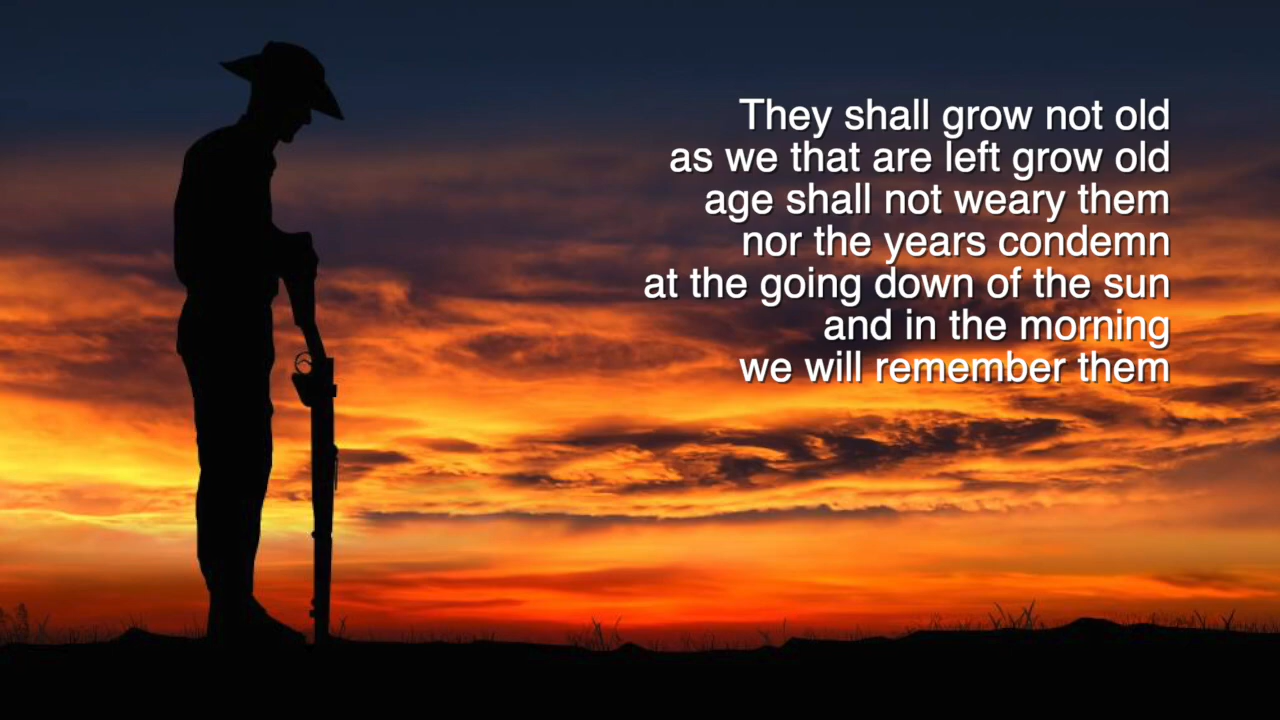 They shall grow not old
as we that are left grow old
age shall not weary them
nor the years condemn
at the going down of the sun
and in the morning
we will remember them